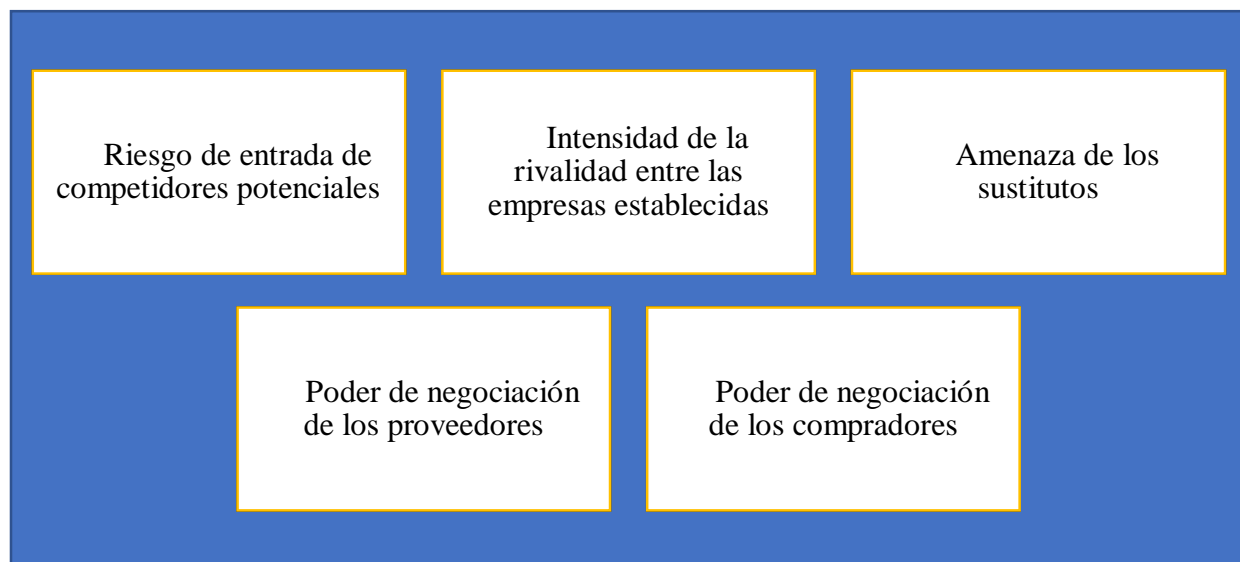 Riesgo de entrada de
competidores potenciales
Intensidad de la
rivalidad entre las
empresas establecidas
Amenaza de los
sustitutos
Poder de negociación
de los proveedores
Poder de negociación
de los compradores